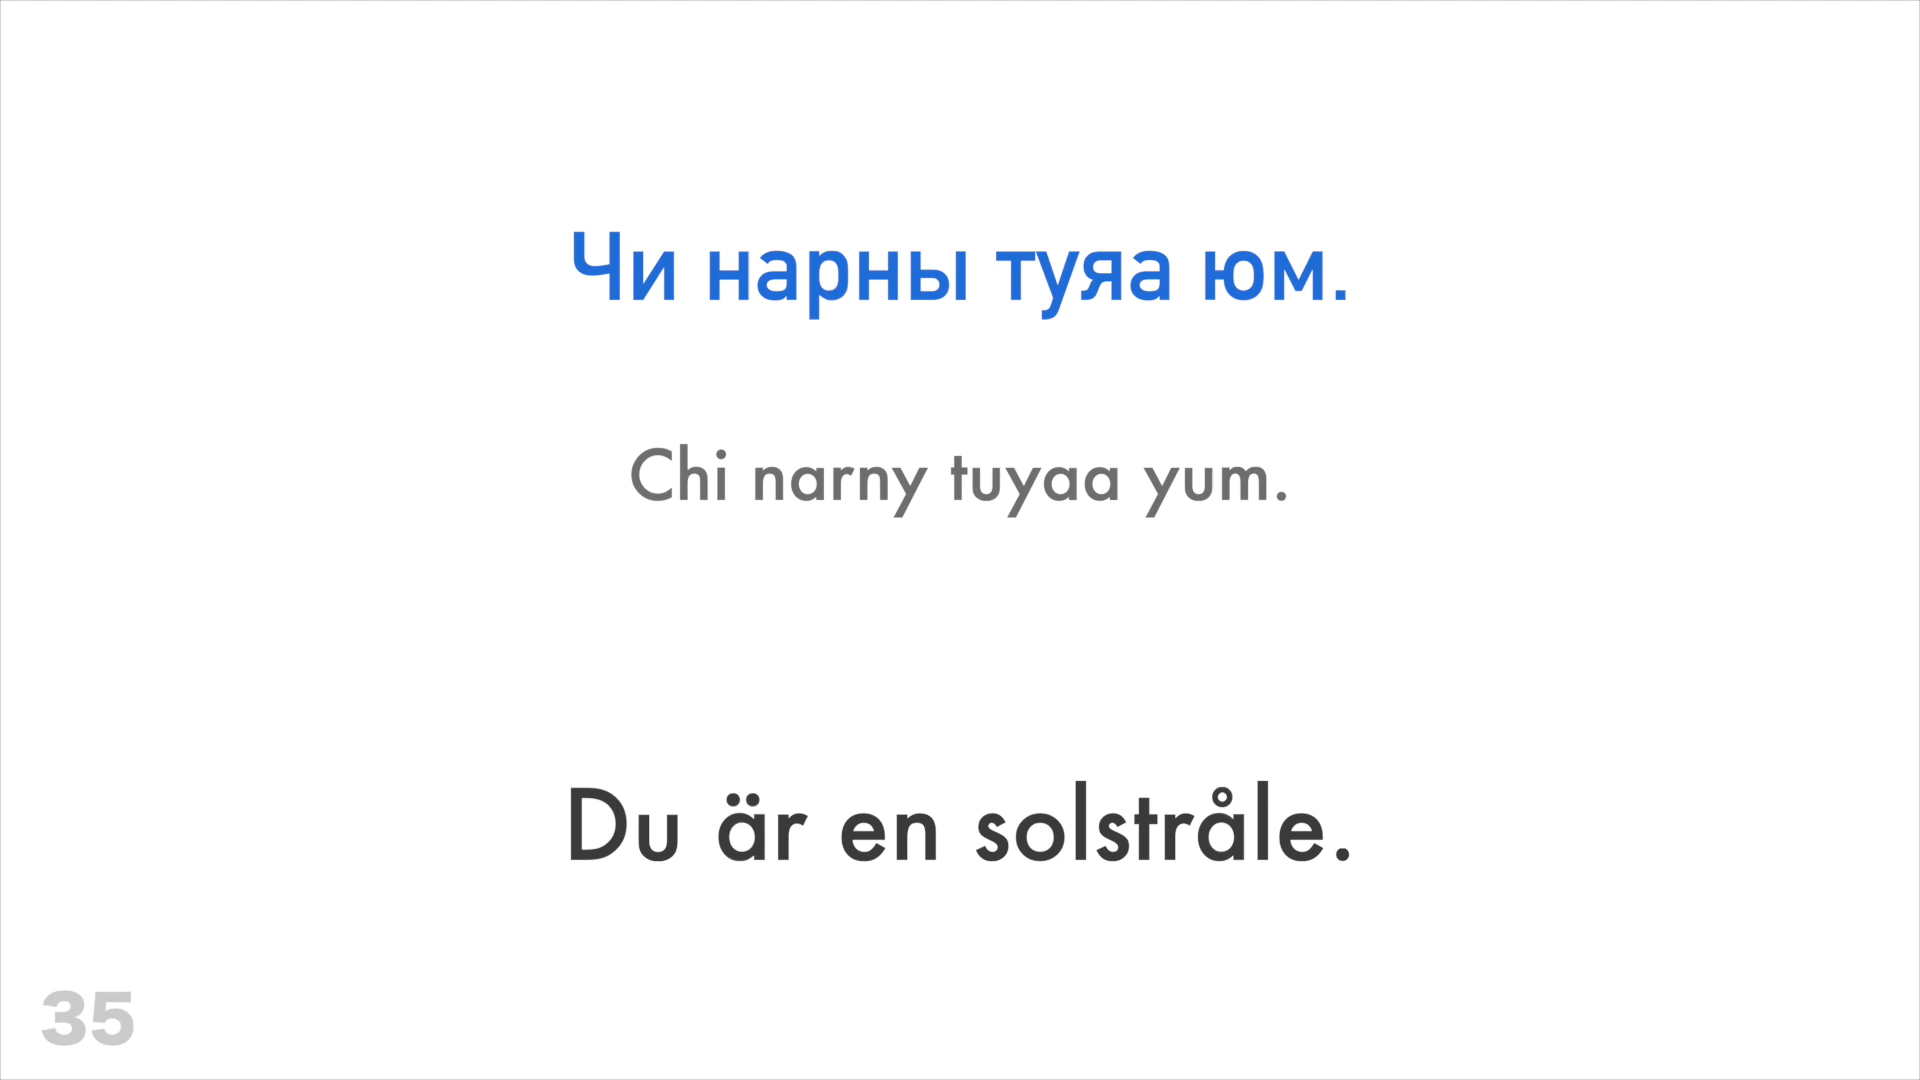 Чи нарны туяа юм.
Chi narny tuyaa yum.
Du är en solstråle.
35